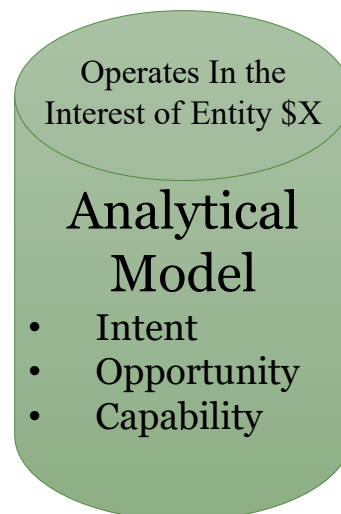 Operates In the
Interest of Entity $X
Analytical
Model
• Intent
• Opportunity
• Capability